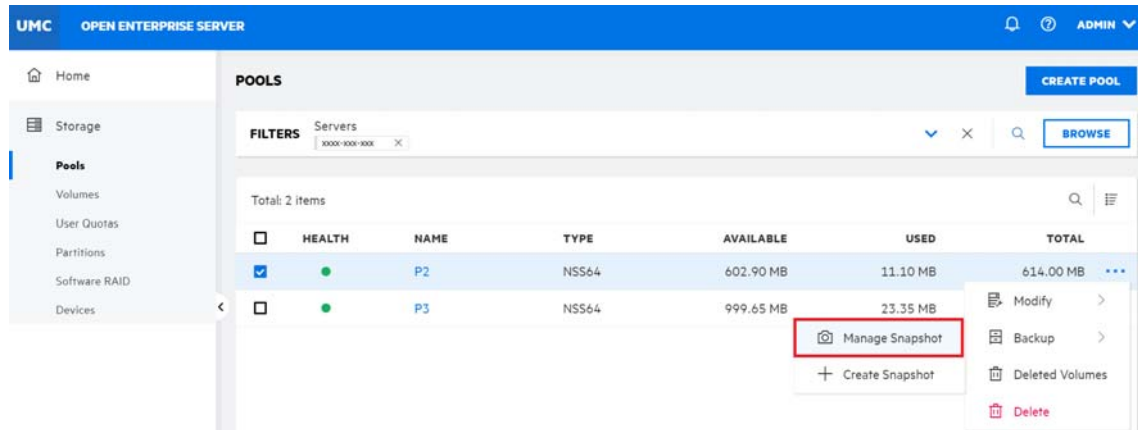 UMC OPEN ENTERPRISE SERVER ADMIN
Home
POOLS CREATE POOL
Storage
FILTERS Servers
xxxx-xxx-xxx BROWSE
Pools
Volumes
Total: 2 items
User Quotas
HEALTH NAME TYPE AVAILABLE USED TOTAL
Partitions
P2 NSS64 602.90 MB 11.10 MB 614.00 MB
Software RAID
Devices
P3 NSS64 999.65 MB 23.35 MB
Modify
Manage Snapshot
Backup
Create Snapshot
Deleted Volumes
Delete